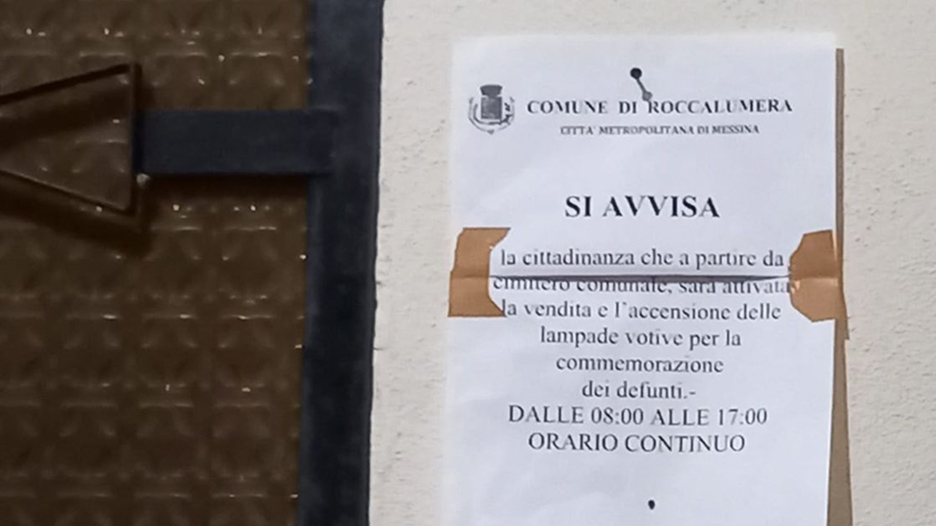 COMUNE DI ROCCALUMERA
CITTA' METROPOLITANA DI MESSINA
SI AVVISA
la cittadinanza che a partire da
cimitero comunale, sarà attivata
la vendita e l'accensione delle
lampade votive per la
commemorazione
dei defunti.-
DALLE 08:00 ALLE 17:00
ORARIO CONTINUO